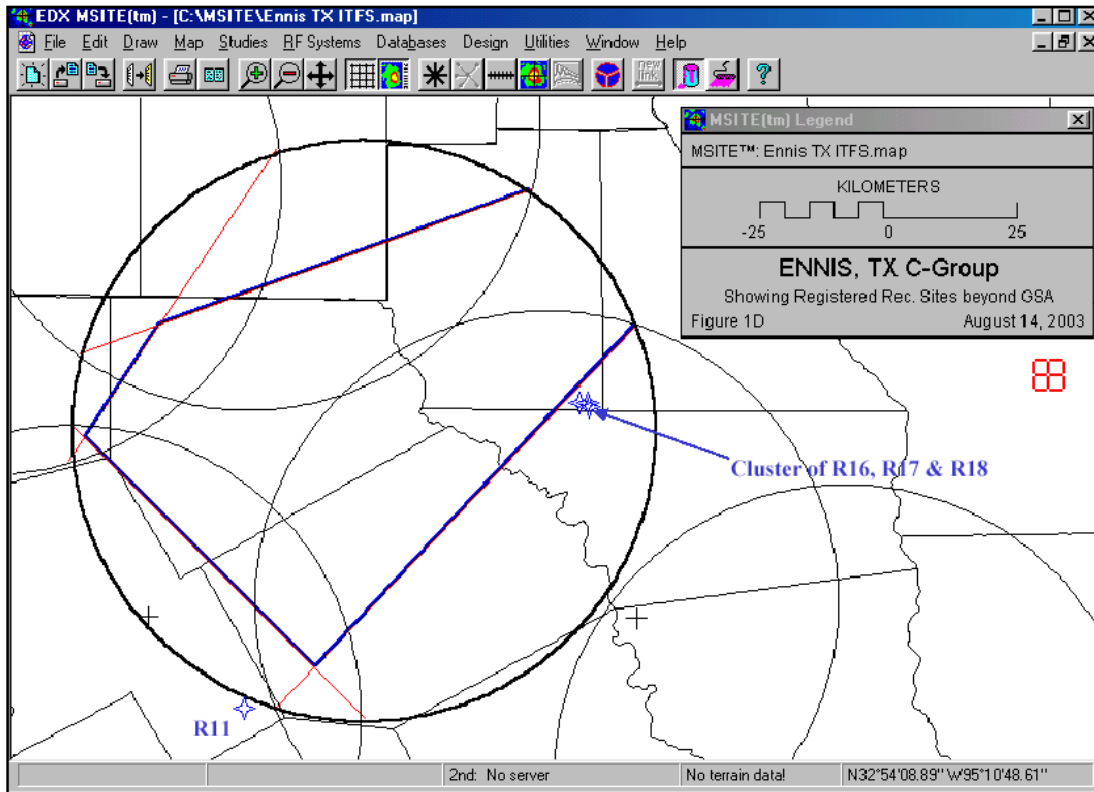 EDX MSITE(tm) - [C:\MSITE\Ennis TX ITFS.map]
File Edit Draw Map Studies RF Systems Databases Design Utilities Window Help
new link
?
MSITE(tm) Legend
MSITE™: Ennis TX ITFS.map
KILOMETERS
-25 0 25
ENNIS, TX C-Group
Showing Registered Rec. Sites beyond GSA
Figure 1D August 14, 2003
Cluster of R16, R17 & R18
R11
2nd: No server No terrain data! N32°54'08.89" W95°10'48.61"